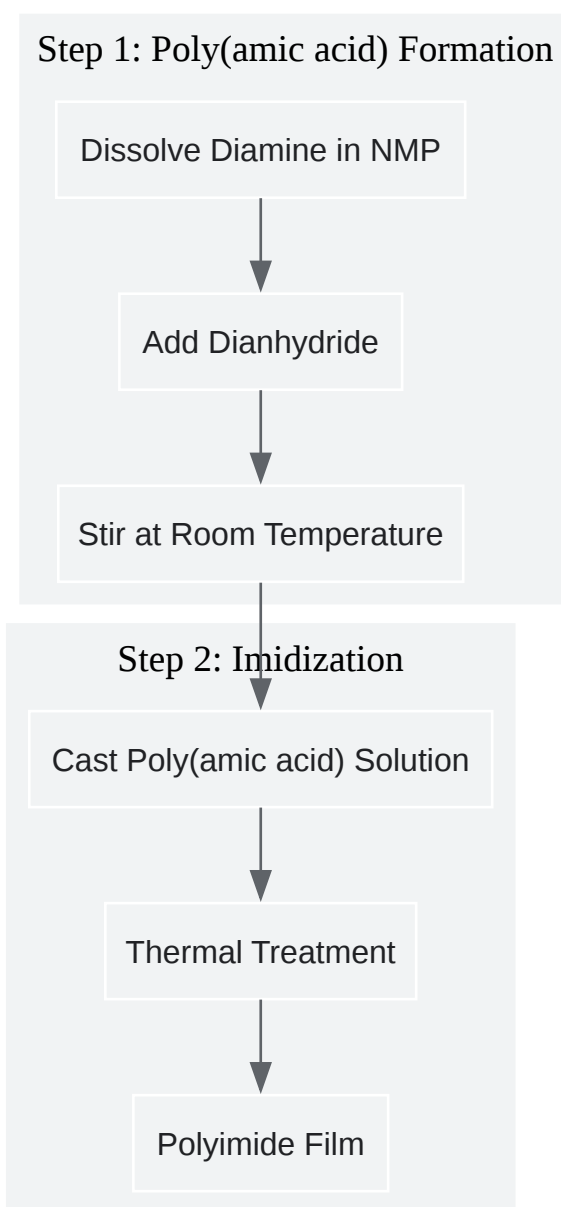 Step 1: Poly(amic acid) Formation
Dissolve Diamine in NMP
Add Dianhydride
Stir at Room Temperature
Step 2: Imidization
Cast Poly(amic acid) Solution
Thermal Treatment
Polyimide Film